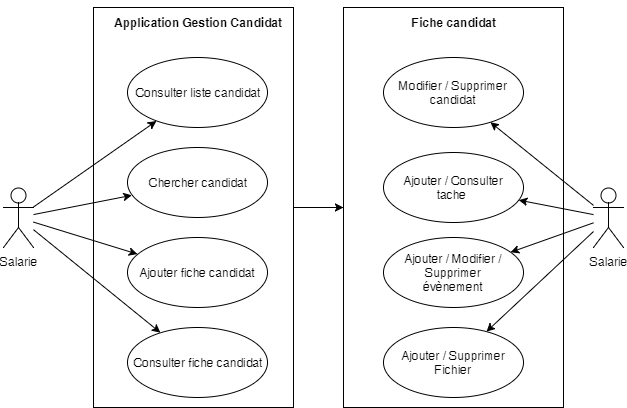 Application Gestion Candidat
Consulter liste candidat
Chercher candidat
Ajouter fiche candidat
Consulter fiche candidat
Salarie
Fiche candidat
Modifier / Supprimer
candidat
Ajouter / Consulter
tache
Ajouter / Modifier /
Supprimer
évènement
Ajouter / Supprimer
Fichier
Salarie